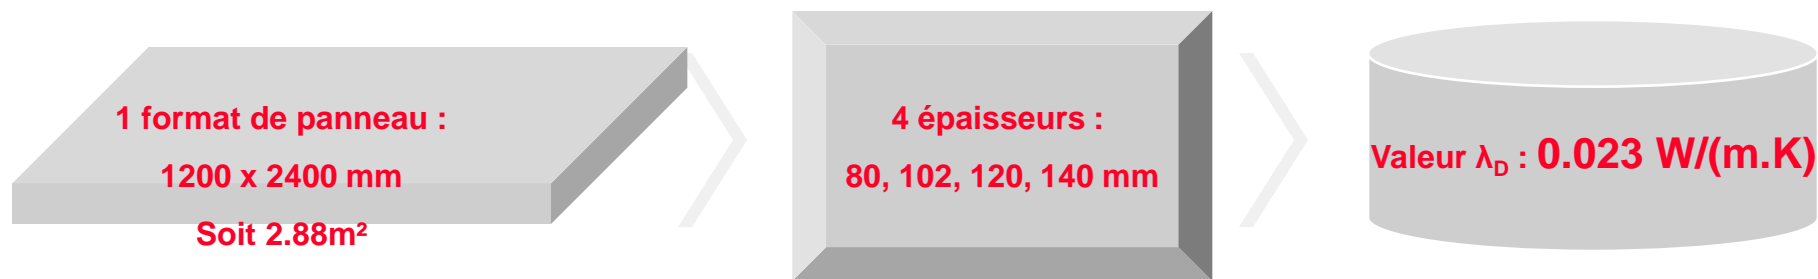 1 format de panneau :
1200 x 2400 mm
Soit 2.88m²
4 épaisseurs :
80, 102, 120, 140 mm
Valeur λD : 0.023 W/(m.K)